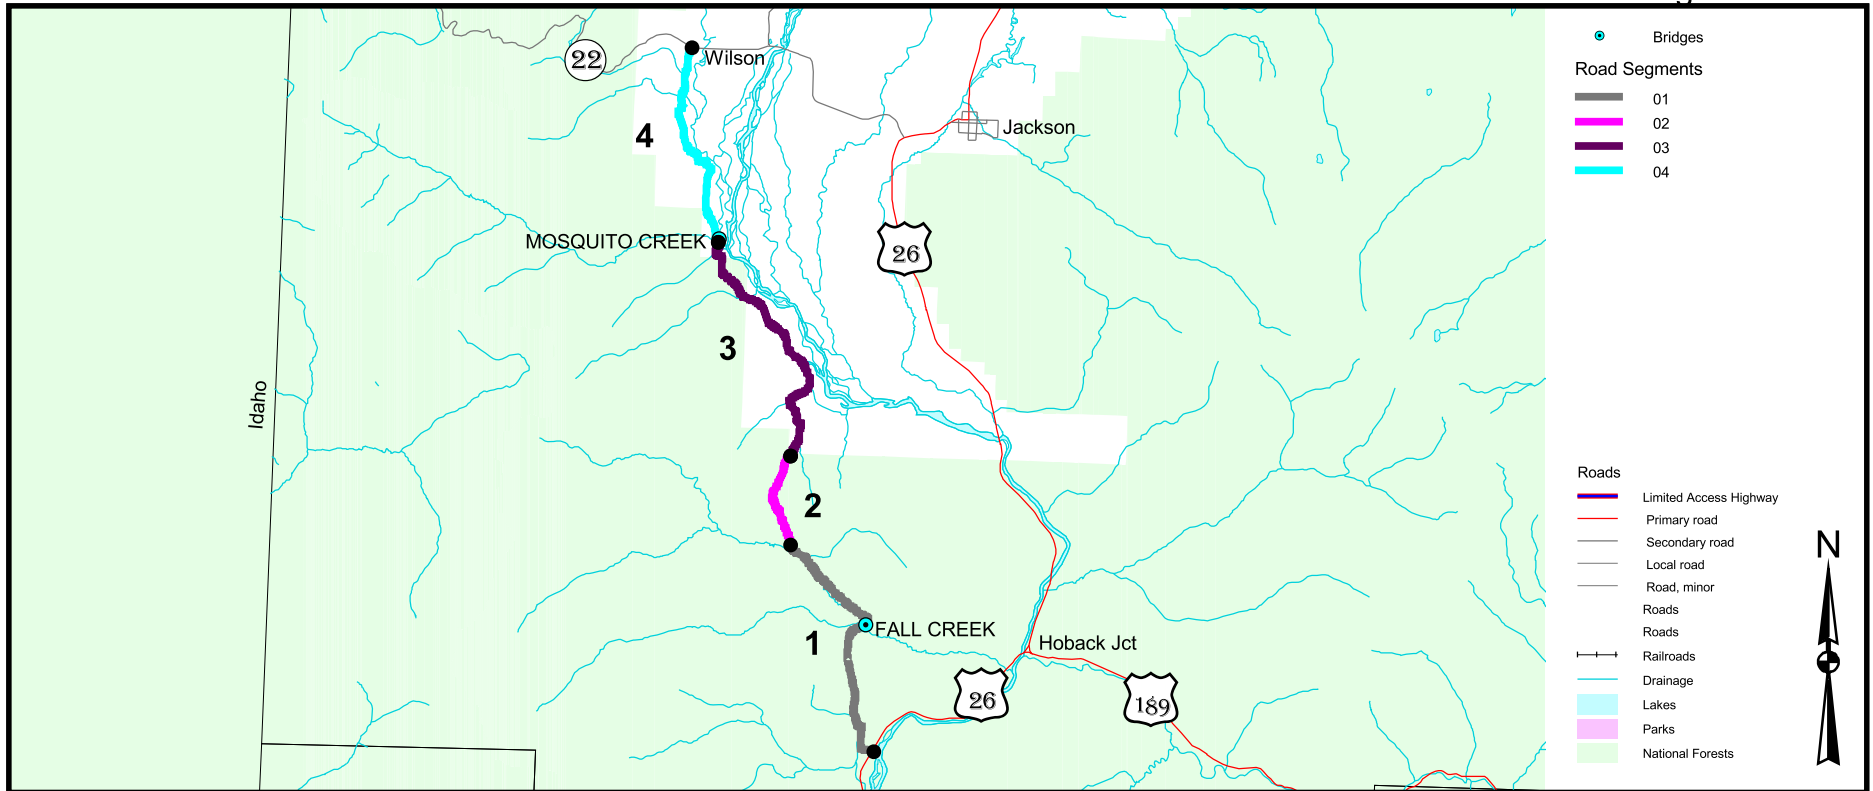 22
Wilson
4
Jackson
MOSQUITO CREEK
26
3
Idaho
2
FALL CREEK
1
Hoback Jct
26
189
Bridges
Road Segments
01
02
03
04
Roads
Limited Access Highway
Primary road
Secondary road
Local road
Road, minor
Roads
Roads
Railroads
Drainage
Lakes
Parks
National Forests
N